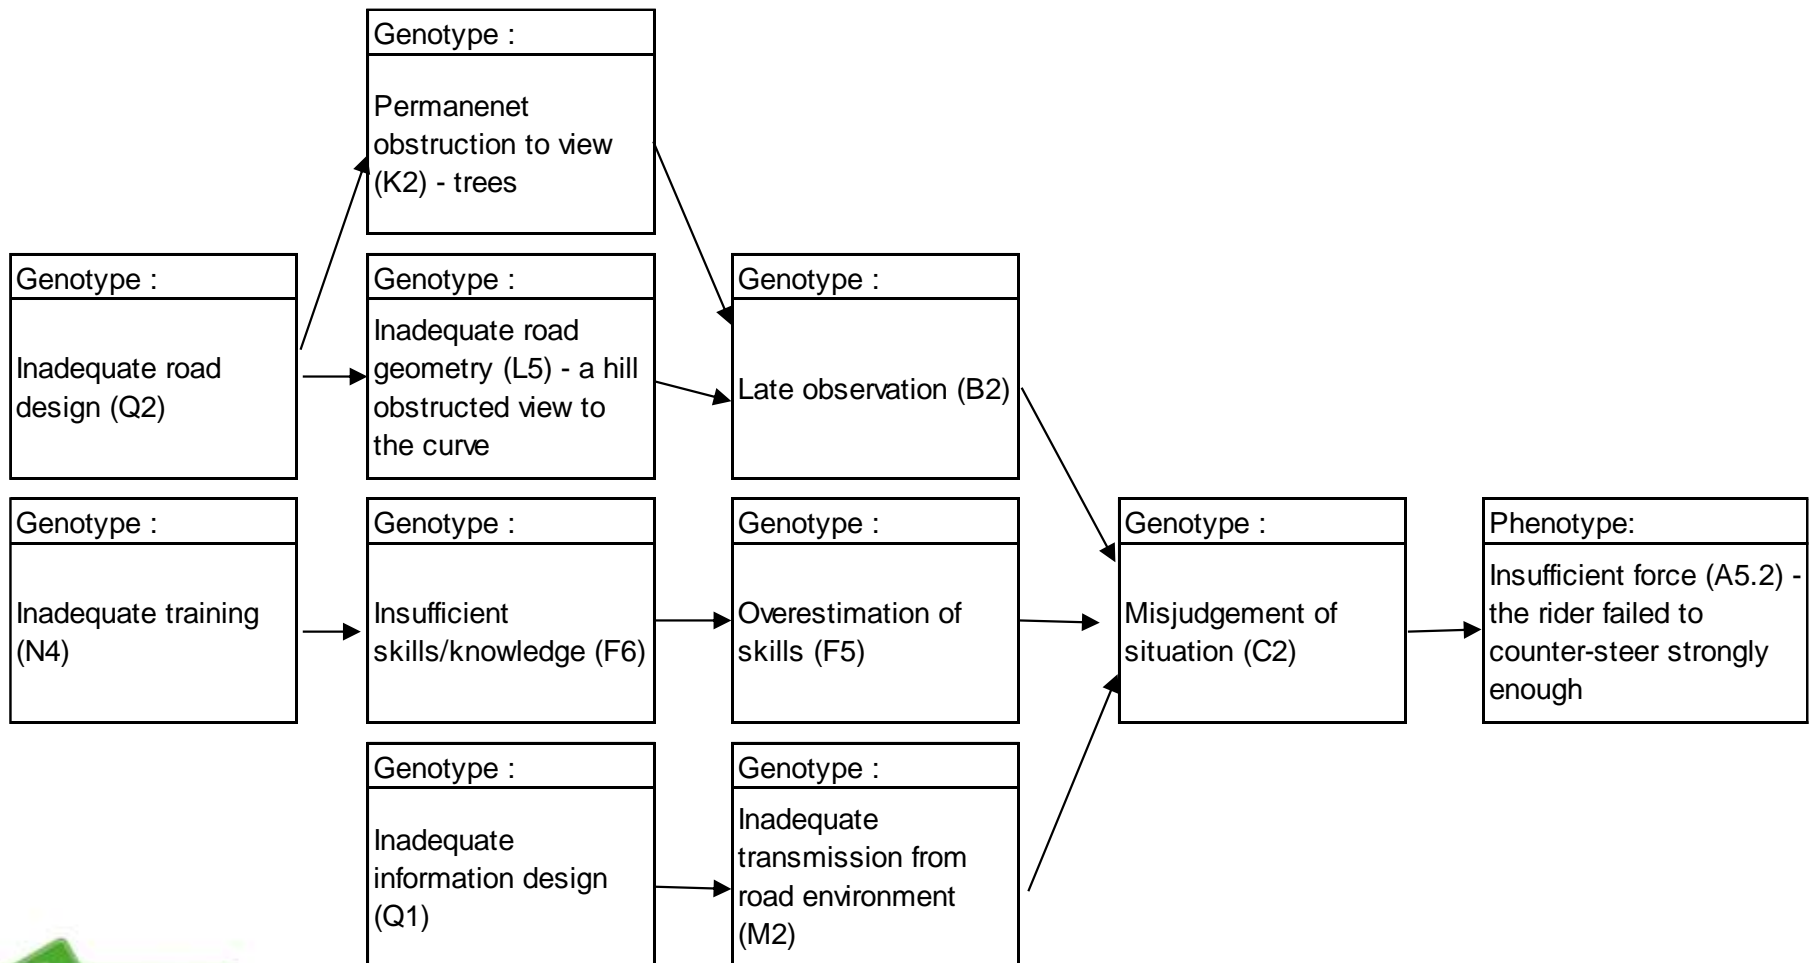 Genotype :
Permanenet
obstruction to view
(K2) - trees
Genotype :
Inadequate road
design (Q2)
Genotype :
Inadequate road
geometry (L5) - a hill
obstructed view to
the curve
Genotype :
Late observation (B2)
Genotype :
Inadequate training
(N4)
Genotype :
Insufficient
skills/knowledge (F6)
Genotype :
Overestimation of
skills (F5)
Genotype :
Misjudgement of
situation (C2)
Phenotype:
Insufficient force (A5.2) -
the rider failed to
counter-steer strongly
enough
Genotype :
Inadequate
information design
(Q1)
Genotype :
Inadequate
transmission from
road environment
(M2)